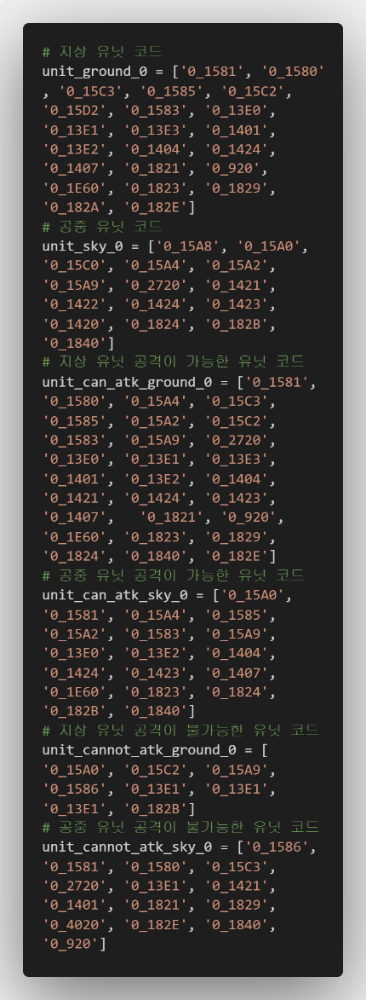 # 지상 유닛 코드
unit_ground_0 = ['0_1581', '0_1580'
, '0_15C3', '0_1585', '0_15C2',
'0_15D2', '0_1583', '0_13E0',
'0_13E1', '0_13E3', '0_1401',
'0_13E2', '0_1404', '0_1424',
'0_1407', '0_1821', '0_920',
'0_1E60', '0_1823', '0_1829',
'0_182A', '0_182E']
# 공중 유닛 코드
unit_sky_0 = ['0_15A8', '0_15A0',
'0_15C0', '0_15A4', '0_15A2',
'0_15A9', '0_2720', '0_1421',
'0_1422', '0_1424', '0_1423',
'0_1420', '0_1824', '0_182B',
'0_1840']
# 지상 유닛 공격이 가능한 유닛 코드
unit_can_atk_ground_0 = ['0_1581',
'0_1580', '0_15A4', '0_15C3',
'0_1585', '0_15A2', '0_15C2',
'0_1583', '0_15A9', '0_2720',
'0_13E0', '0_13E1', '0_13E3',
'0_1401', '0_13E2', '0_1404',
'0_1421', '0_1424', '0_1423',
'0_1407',   '0_1821', '0_920',
'0_1E60', '0_1823', '0_1829',
'0_1824', '0_1840', '0_182E']
# 공중 유닛 공격이 가능한 유닛 코드
unit_can_atk_sky_0 = ['0_15A0',
'0_1581', '0_15A4', '0_1585',
'0_15A2', '0_1583', '0_15A9',
'0_13E0', '0_13E2', '0_1404',
'0_1424', '0_1423', '0_1407',
'0_1E60', '0_1823', '0_1824',
'0_182B', '0_1840']
# 지상 유닛 공격이 불가능한 유닛 코드
unit_cannot_atk_ground_0 = [
'0_15A0', '0_15C2', '0_15A9',
'0_1586', '0_13E1', '0_13E1',
'0_13E1', '0_182B']
# 공중 유닛 공격이 불가능한 유닛 코드
unit_cannot_atk_sky_0 = ['0_1586',
'0_1581', '0_1580', '0_15C3',
'0_2720', '0_13E1', '0_1421',
'0_1401', '0_1821', '0_1829',
'0_4020', '0_182E', '0_1840',
'0_920']